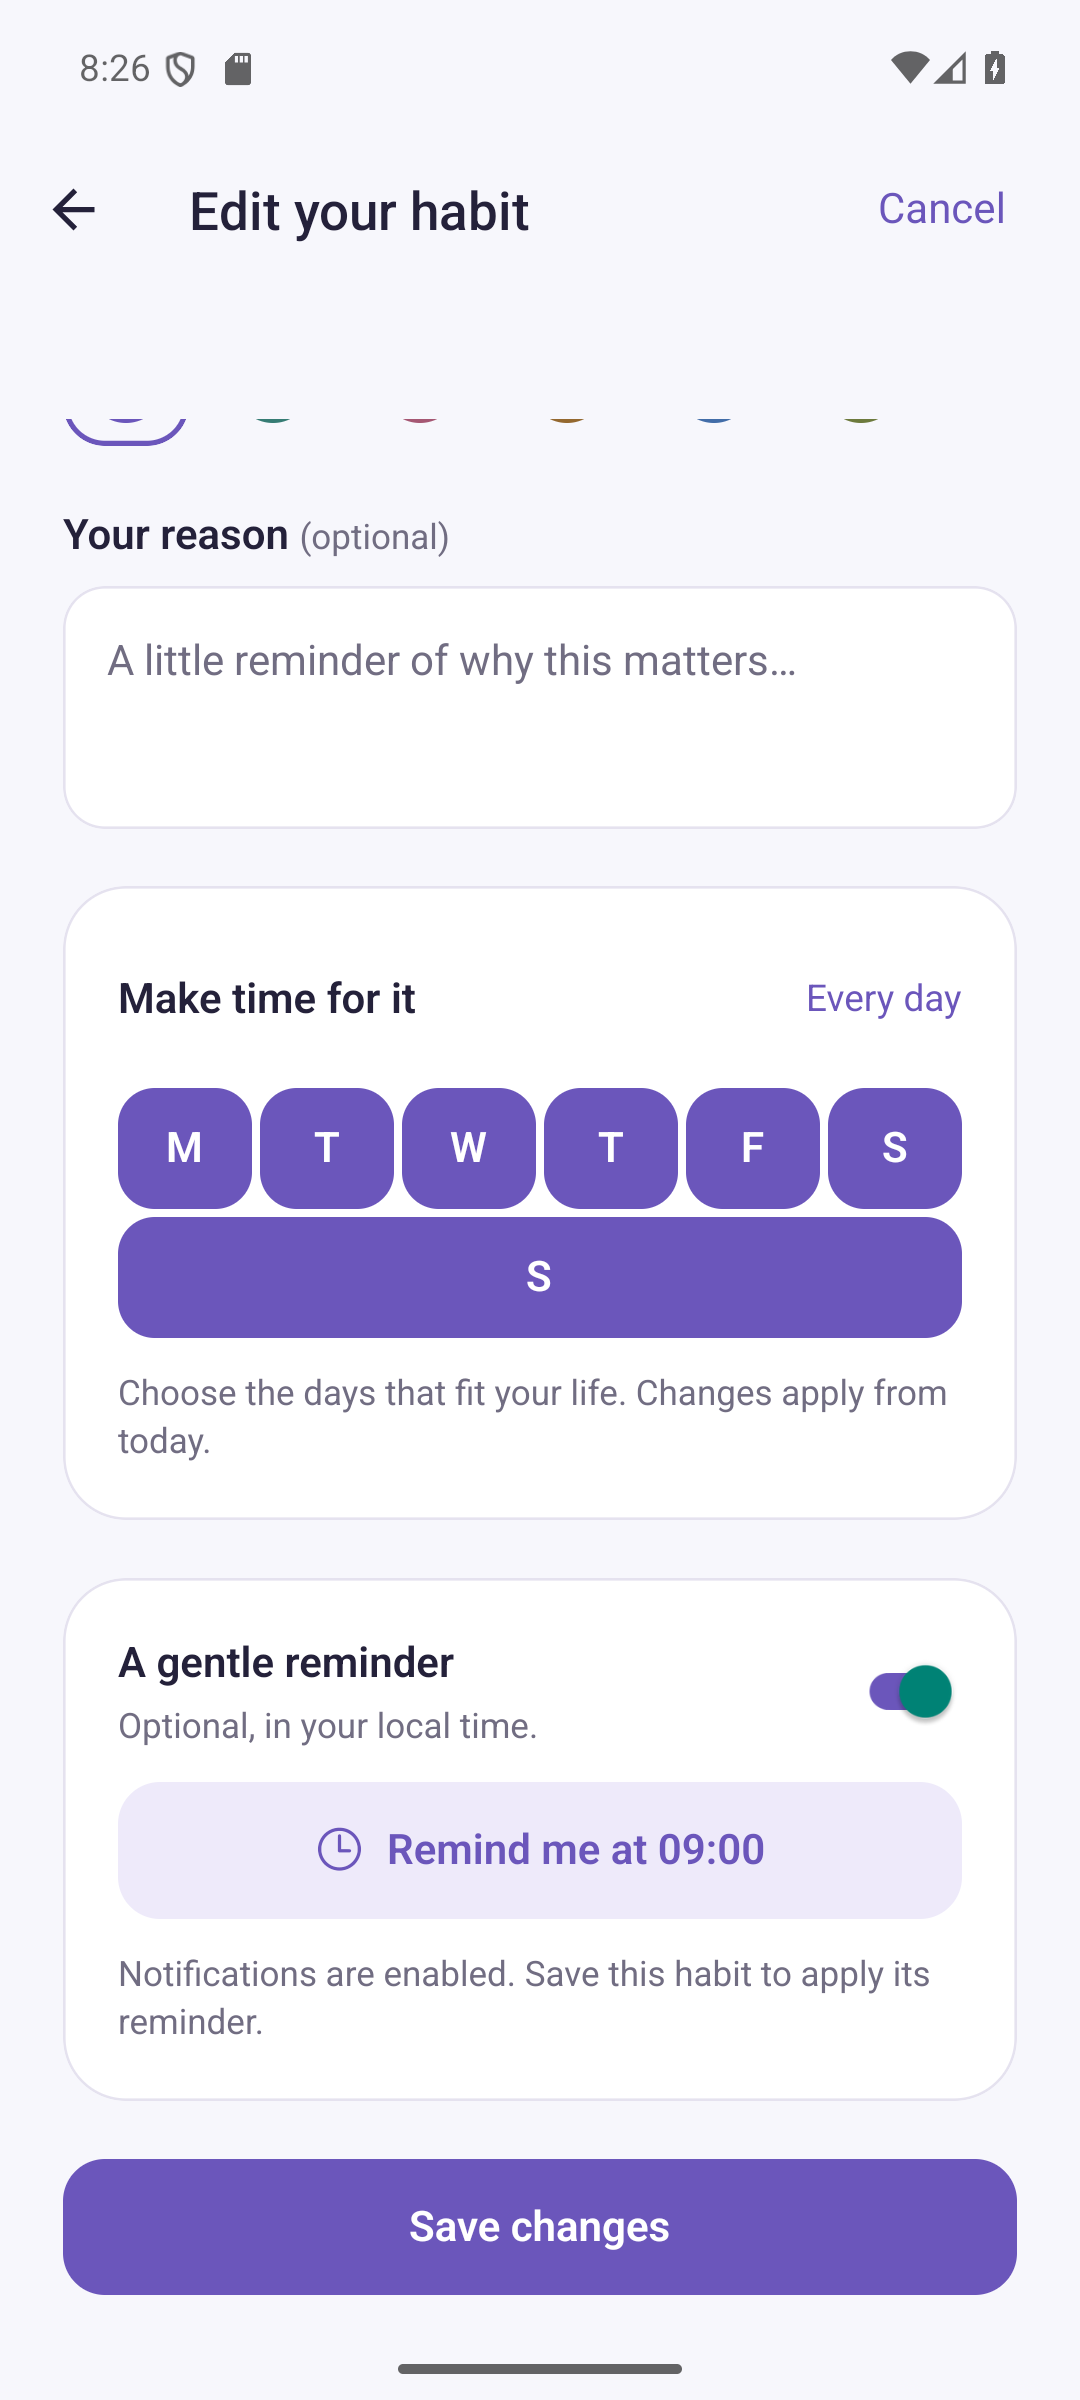 8:26
Edit your habit
Cancel
Your reason (optional)
A little reminder of why this matters...
Make time for it
Every day
M T W T F S
S
Choose the days that fit your life. Changes apply from
today.
A gentle reminder
Optional, in your local time.
Remind me at 09:00
Notifications are enabled. Save this habit to apply its
reminder.
Save changes